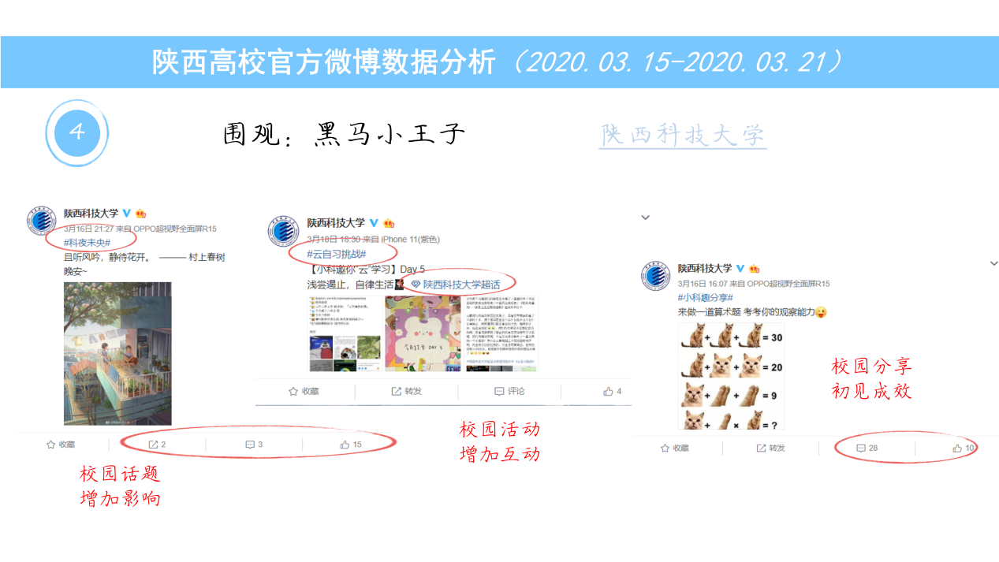 陕西高校官方微博数据分析（2020.03.15-2020.03.21）
4
围观：黑马小王子
陕西科技大学
陕西科技大学
3月16日 21:27 来自 OPPO超视野全面屏R15
#科夜未央#
且听风吟，静待花开。 ——— 村上春树
晚安~
收藏
2
3
15
校园话题
增加影响
陕西科技大学
3月18日 18:30 来自 iPhone 11(紫色)
#云自习挑战#
【小科邀你“云”学习】Day 5
浅尝遏止，自律生活 陕西科技大学超话
今日打卡 DAY 5
收藏
转发
评论
4
校园活动
增加互动
陕西科技大学
3月16日 16:07 来自 OPPO超视野全面屏R15
#小科趣分享#
来做一道算术题 考考你的观察能力
+ + = 30
+ + = 20
+ + = 9
+ × = ?
收藏
转发
28
10
校园分享
初见成效